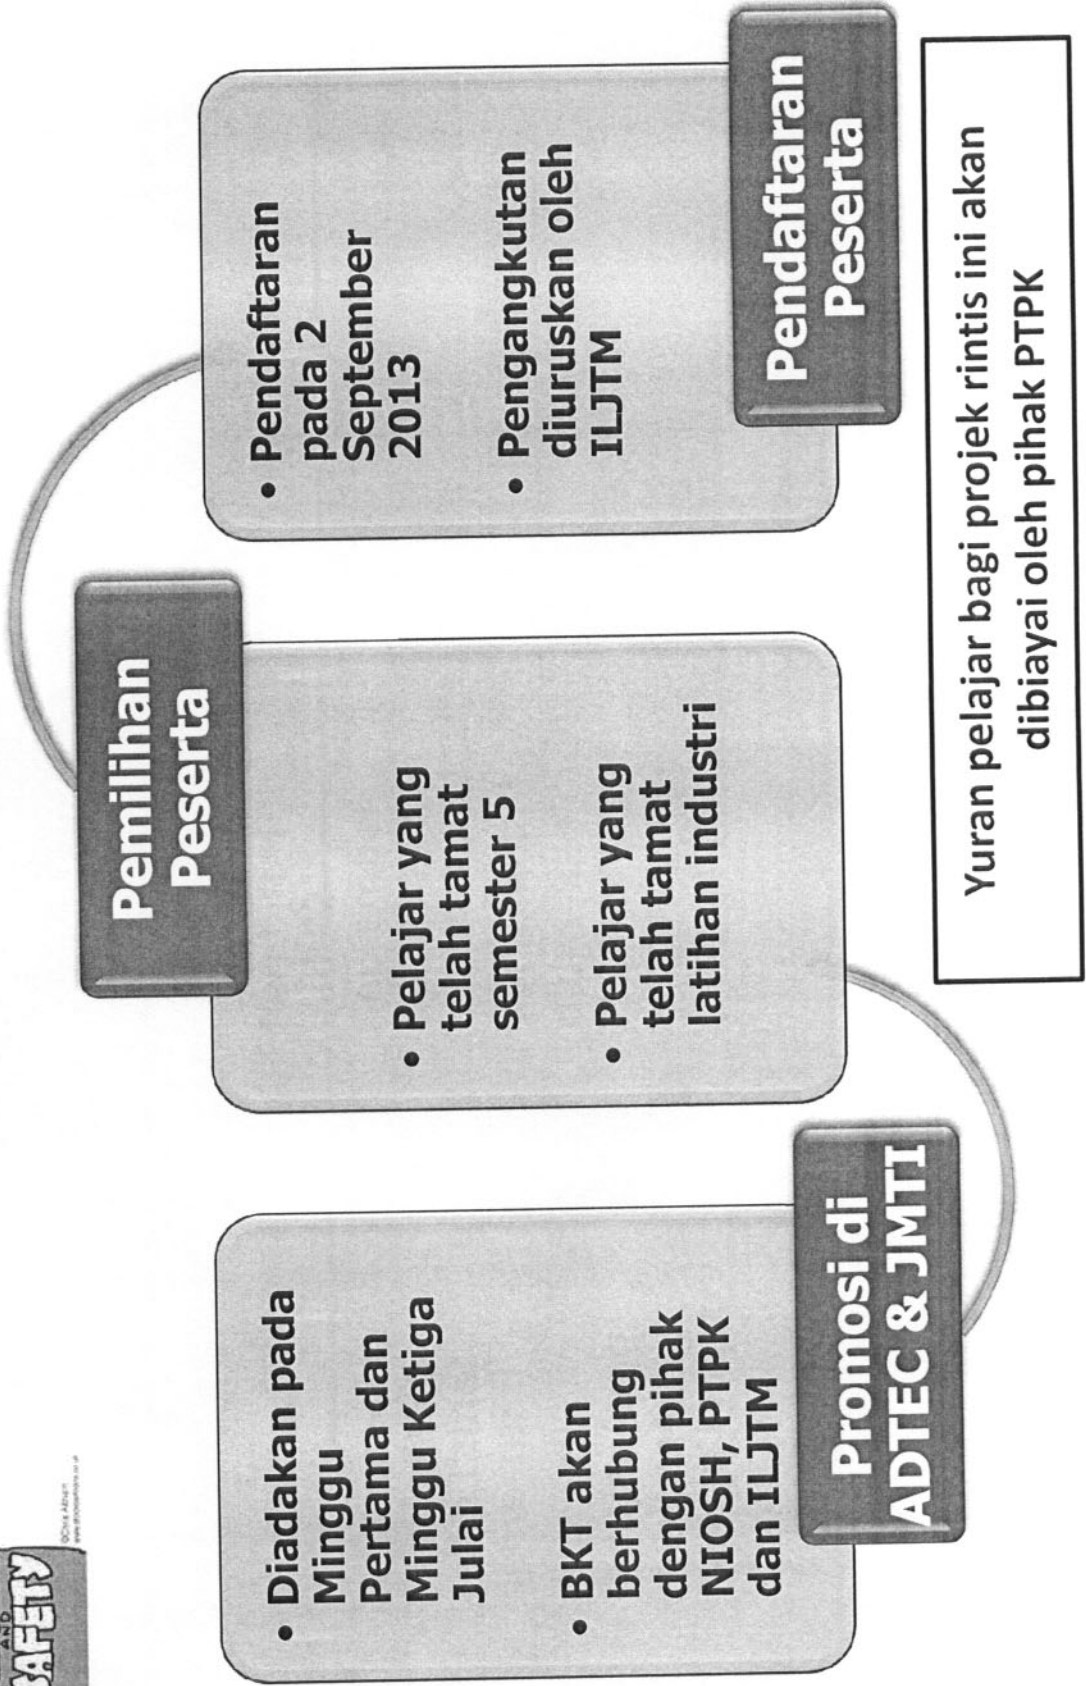 AND
SAFETY
• Diadakan pada
Minggu
Pertama dan
Minggu Ketiga
Julai
• BKT akan
berhubung
dengan pihak
NIOSH, PTPK
dan ILJTM
Promosi di
ADTEC & JMTI
Pemilihan
Peserta
• Pelajar yang
telah tamat
semester 5
• Pelajar yang
telah tamat
latihan industri
• Pendaftaran
pada 2
September
2013
• Pengangkutan
diuruskan oleh
ILJTM
Pendaftaran
Peserta
Yuran pelajar bagi projek rintis ini akan
dibiayai oleh pihak PTPK